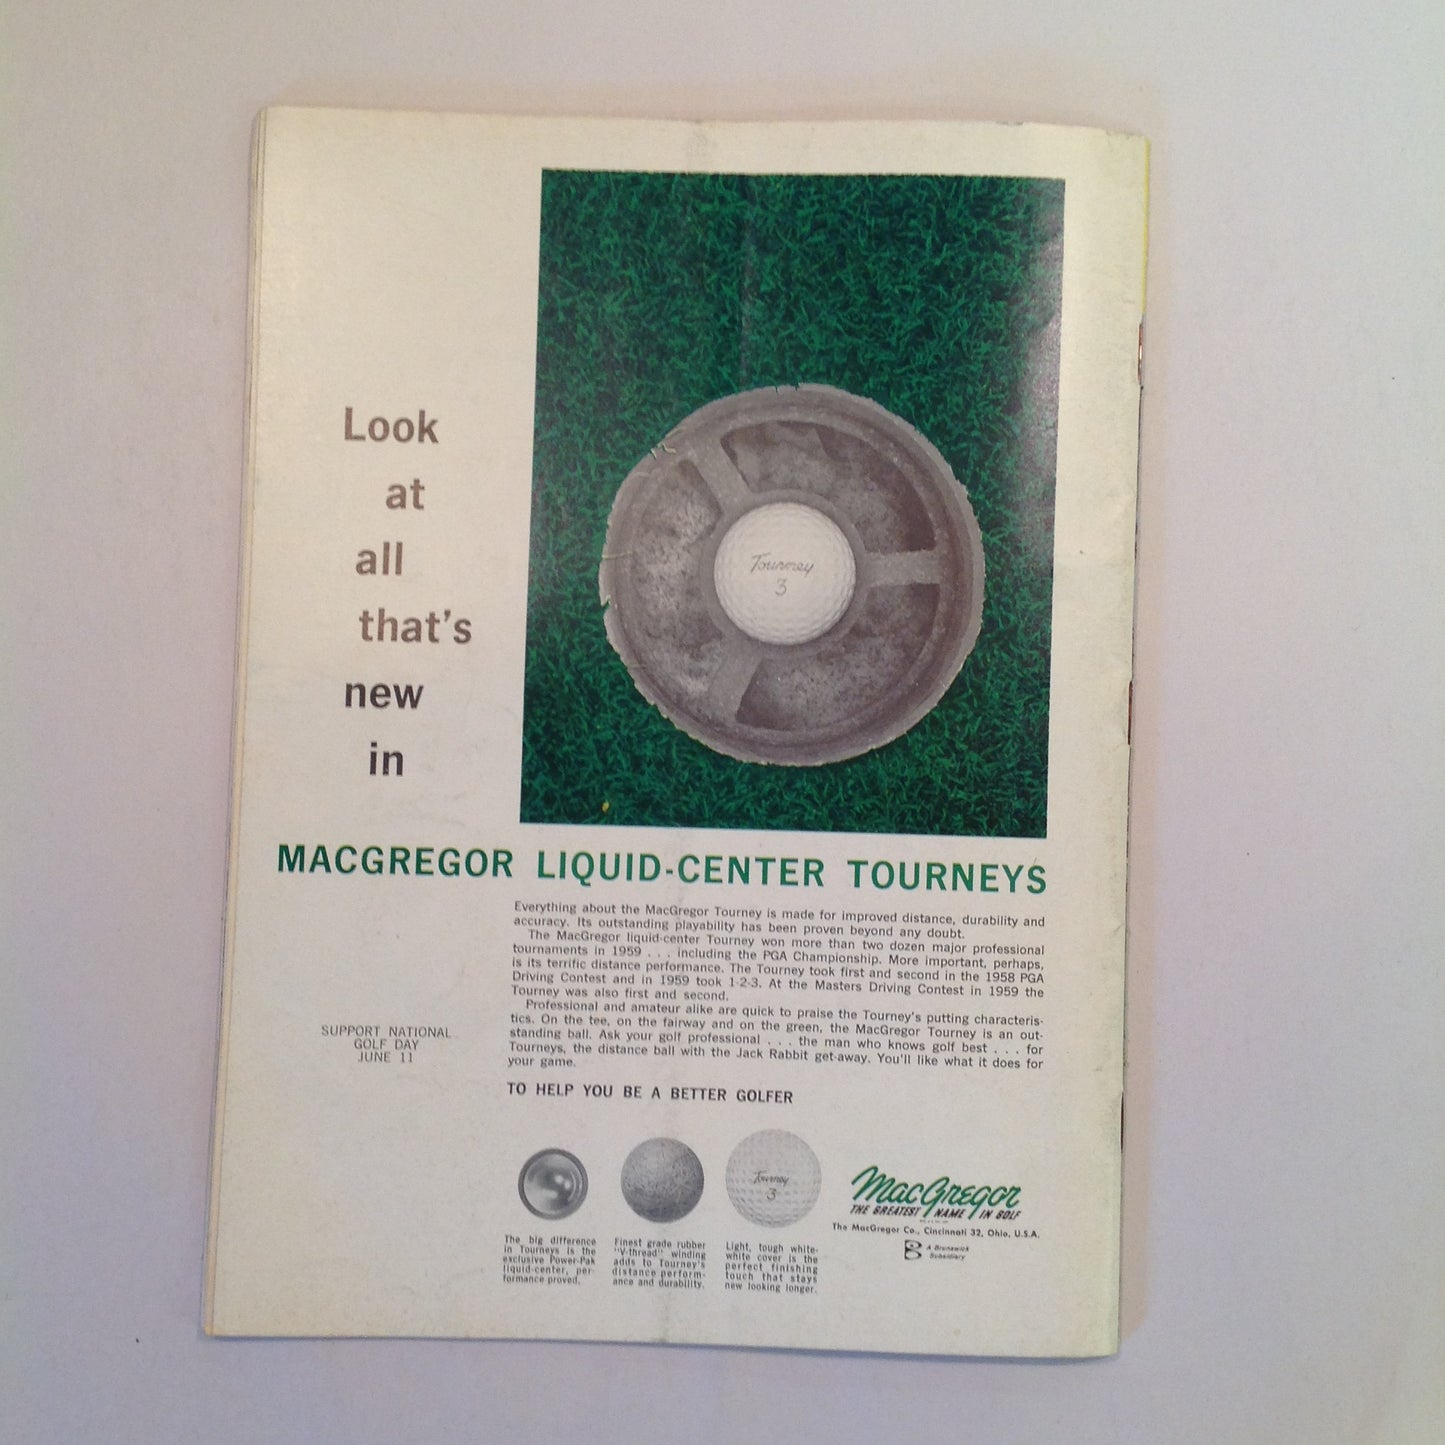 Look
at
all
that's
new
in
Tourney
3
MACGREGOR LIQUID-CENTER TOURNEYS
Everything about the MacGregor Tourney is made for improved distance, durability and
accuracy. Its outstanding playability has been proven beyond any doubt.
The MacGregor liquid-center Tourney won more than two dozen major professional
tournaments in 1959 . . . including the PGA Championship. More important, perhaps,
is its terrific distance performance. The Tourney took first and second in the 1958 PGA
Driving Contest and in 1959 took 1-2-3. At the Masters Driving Contest in 1959 the
Tourney was also first and second.
Professional and amateur alike are quick to praise the Tourney's putting characteris-
tics. On the tee, on the fairway and on the green, the MacGregor Tourney is an out-
standing ball. Ask your golf professional . . . the man who knows golf best . . . for
Tourneys, the distance ball with the Jack Rabbit get-away. You'll like what it does for
your game.
SUPPORT NATIONAL
GOLF DAY
JUNE 11
TO HELP YOU BE A BETTER GOLFER
Tourney
3
The big difference
in Tourneys is the
exclusive Power-Pak
liquid-center, per-
formance proved.
Finest grade rubber
"V-thread" winding
adds to Tourney's
distance perform-
ance and durability.
Light, tough white-
white cover is the
perfect finishing
touch that stays
new looking longer.
MacGregor
THE GREATEST NAME IN GOLF
The MacGregor Co., Cincinnati 32, Ohio, U.S.A.
B A Brunswick
Subsidiary